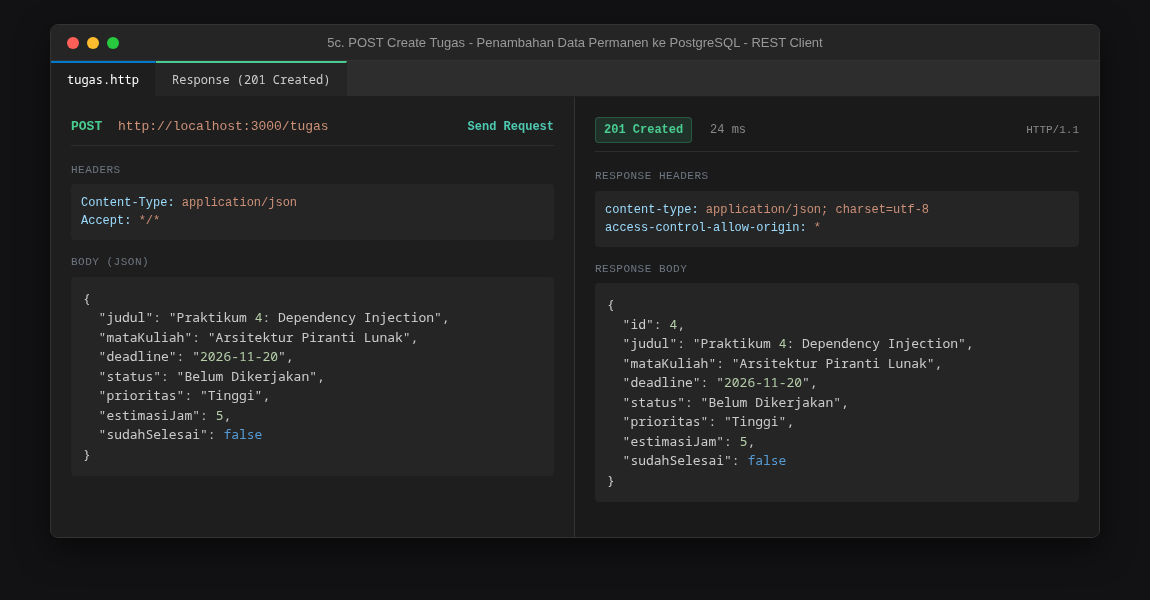 5c. POST Create Tugas - Penambahan Data Permanen ke PostgreSQL - REST Client
tugas.http
Response (201 Created)
POST http://localhost:3000/tugas
Send Request
HEADERS
Content-Type: application/json
Accept: */*
BODY (JSON)
{
  "judul": "Praktikum 4: Dependency Injection",
  "mataKuliah": "Arsitektur Piranti Lunak",
  "deadline": "2026-11-20",
  "status": "Belum Dikerjakan",
  "prioritas": "Tinggi",
  "estimasiJam": 5,
  "sudahSelesai": false
}
201 Created
24 ms
HTTP/1.1
RESPONSE HEADERS
content-type: application/json; charset=utf-8
access-control-allow-origin: *
RESPONSE BODY
{
  "id": 4,
  "judul": "Praktikum 4: Dependency Injection",
  "mataKuliah": "Arsitektur Piranti Lunak",
  "deadline": "2026-11-20",
  "status": "Belum Dikerjakan",
  "prioritas": "Tinggi",
  "estimasiJam": 5,
  "sudahSelesai": false
}